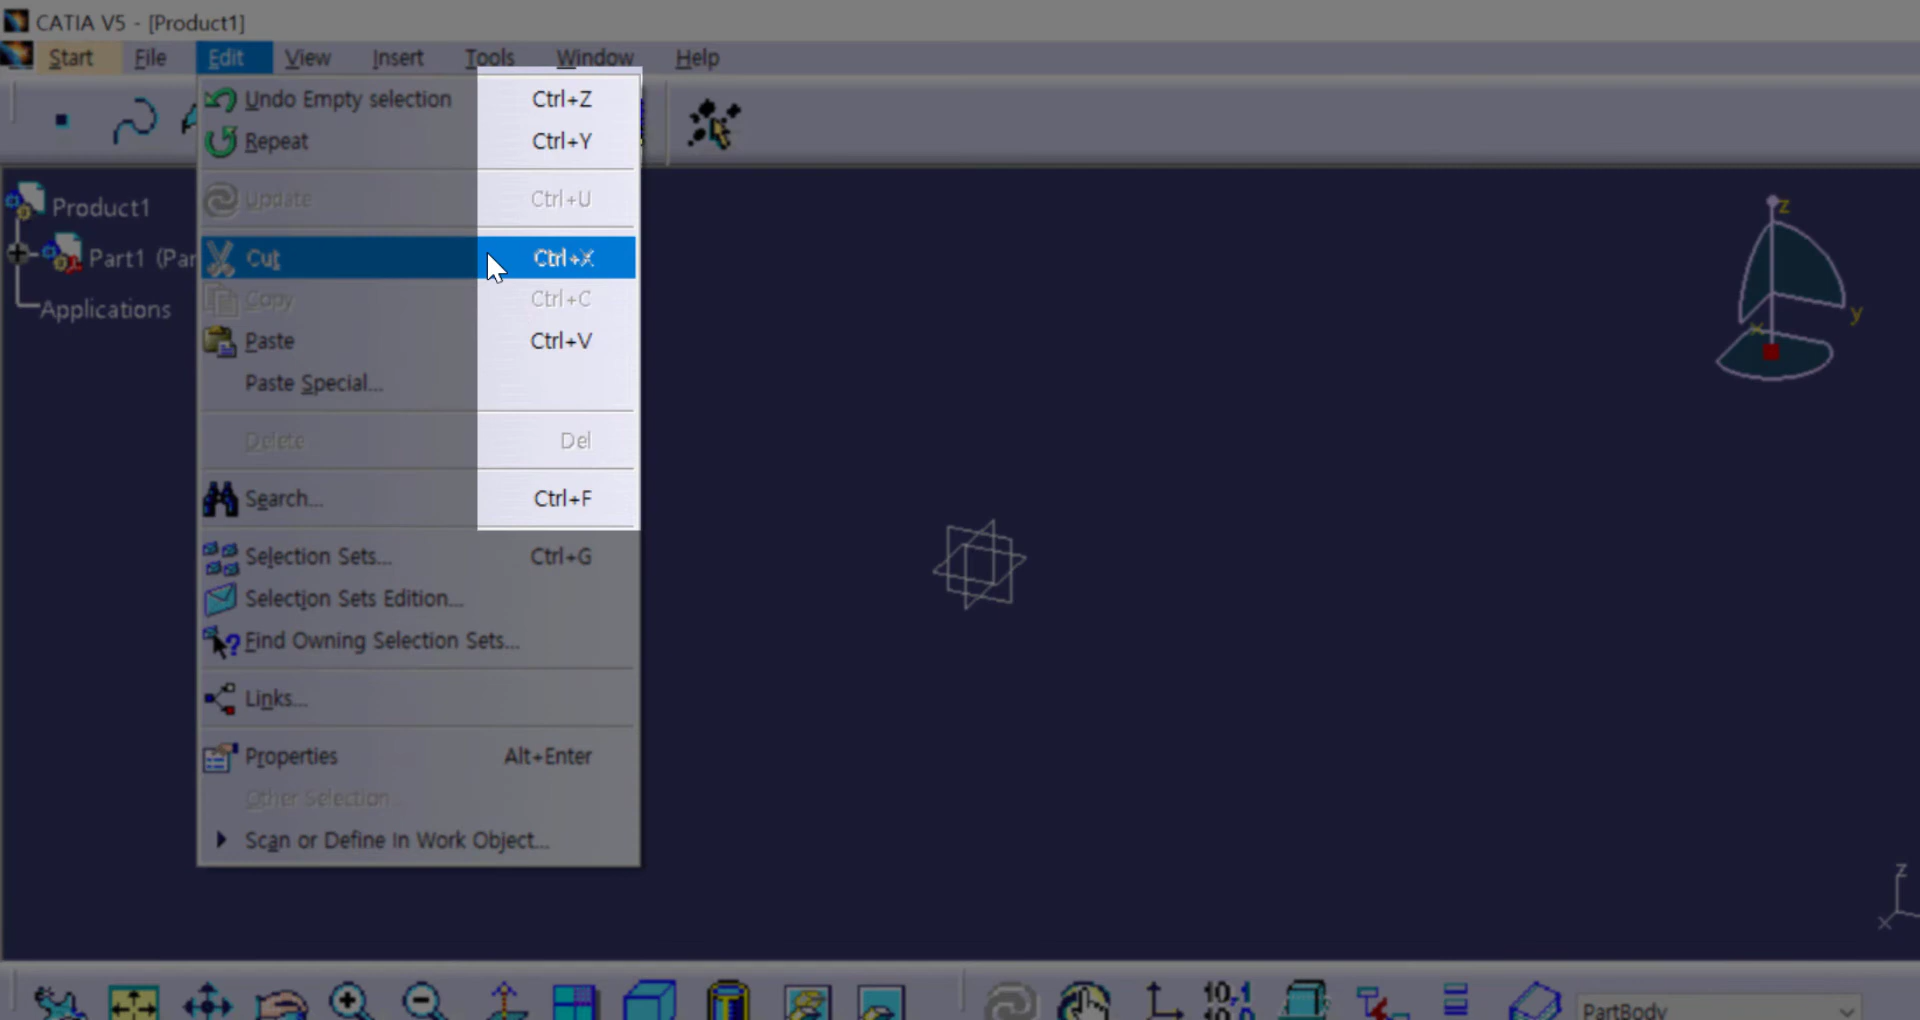 CATIA V5 - [Product1]
Start File Edit View Insert Tools Window Help
Undo Empty selection Ctrl+Z
Repeat Ctrl+Y
Update Ctrl+U
Cut Ctrl+X
Copy Ctrl+C
Paste Ctrl+V
Paste Special...
Delete Del
Search... Ctrl+F
Selection Sets... Ctrl+G
Selection Sets Edition...
Find Owning Selection Sets...
Links...
Properties Alt+Enter
Other Selection
Scan or Define In Work Object...
Product1
Part1 (Par
Applications
z
y
x
z
x
10,1
PartBody